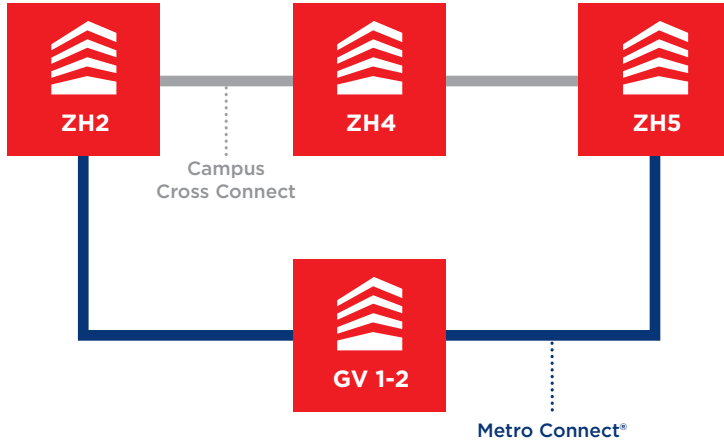 ZH2
ZH4
ZH5
Campus
Cross Connect
GV 1-2
Metro Connect®